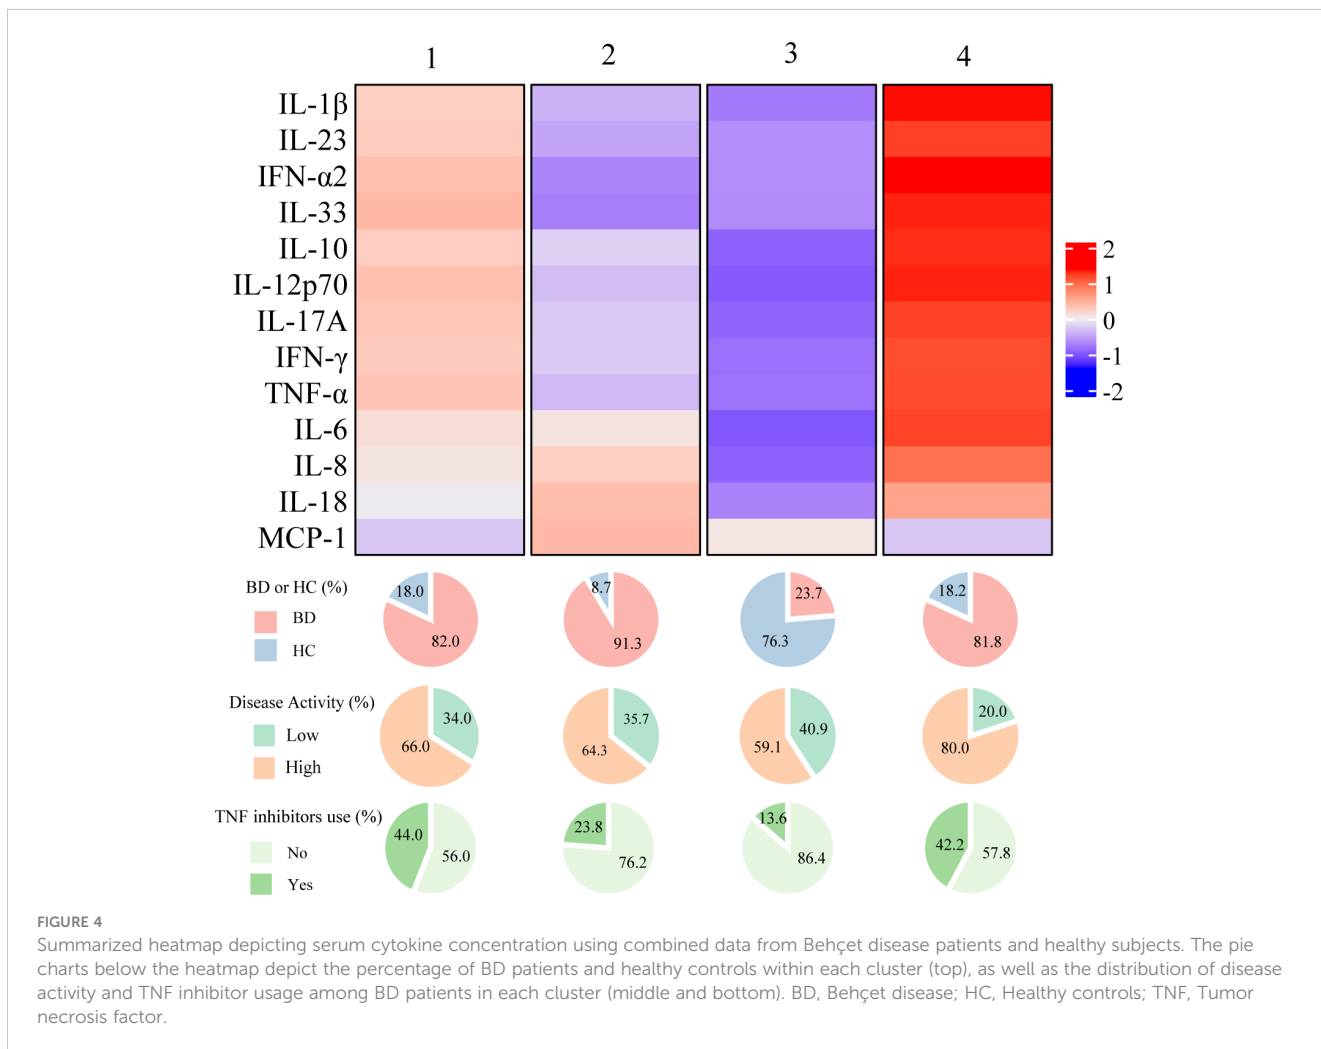 1 2 3 4
IL-1β
IL-23
IFN-α2
IL-33
IL-10
IL-12p70
IL-17A
IFN-γ
TNF-α
IL-6
IL-8
IL-18
MCP-1
2
1
0
-1
-2
BD or HC (%)
BD
HC
18.0
82.0
8.7
91.3
23.7
76.3
18.2
81.8
Disease Activity (%)
Low
High
34.0
66.0
35.7
64.3
40.9
59.1
20.0
80.0
TNF inhibitors use (%)
No
Yes
44.0
56.0
23.8
76.2
13.6
86.4
42.2
57.8
FIGURE 4
Summarized heatmap depicting serum cytokine concentration using combined data from Behçet disease patients and healthy subjects. The pie
charts below the heatmap depict the percentage of BD patients and healthy controls within each cluster (top), as well as the distribution of disease
activity and TNF inhibitor usage among BD patients in each cluster (middle and bottom). BD, Behçet disease; HC, Healthy controls; TNF, Tumor
necrosis factor.